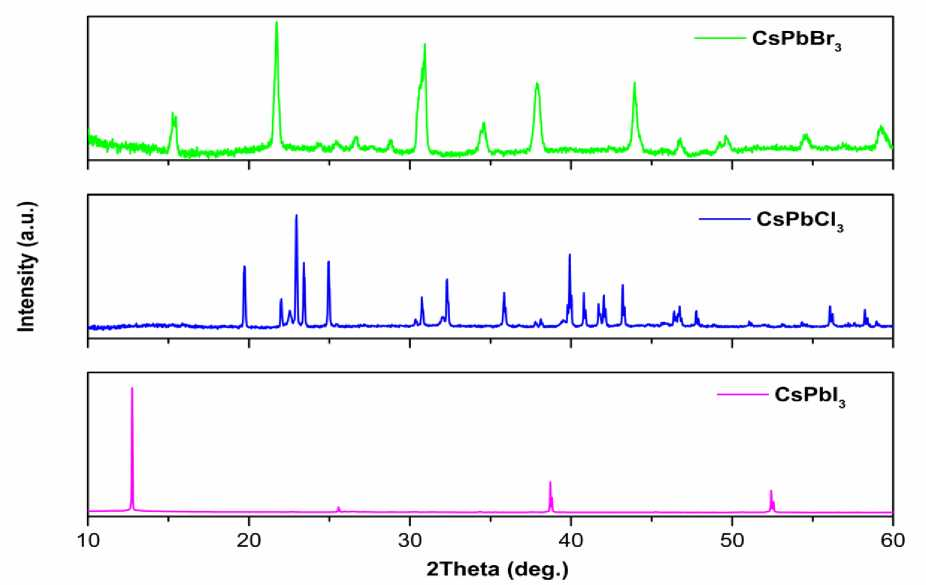 CsPbBr₃
CsPbCl₃
Intensity (a.u.)
CsPbI₃
10 20 30 40 50 60
2Theta (deg.)